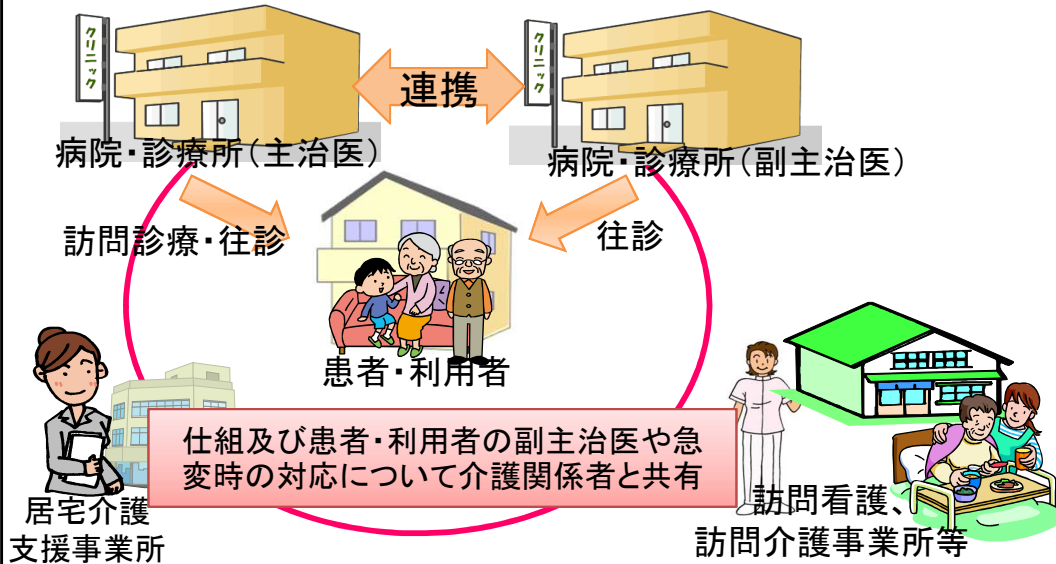 クリニック
クリニック
連携
病院・診療所（主治医）
病院・診療所（副主治医）
訪問診療・往診
往診
患者・利用者
仕組及び患者・利用者の副主治医や急
変時の対応について介護関係者と共有
居宅介護
支援事業所
訪問看護、
訪問介護事業所等